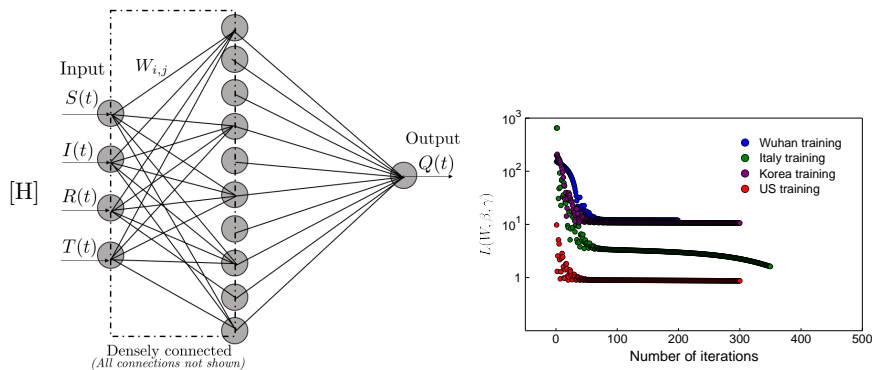 [H]
Input
S(t)
I(t)
R(t)
T(t)
W_{i,j}
Output
Q(t)
Densely connected
(All connections not shown)
L(W, β, γ)
10^3
10^2
10^1
1
0
100
200
300
400
500
Number of iterations
Wuhan training
Italy training
Korea training
US training